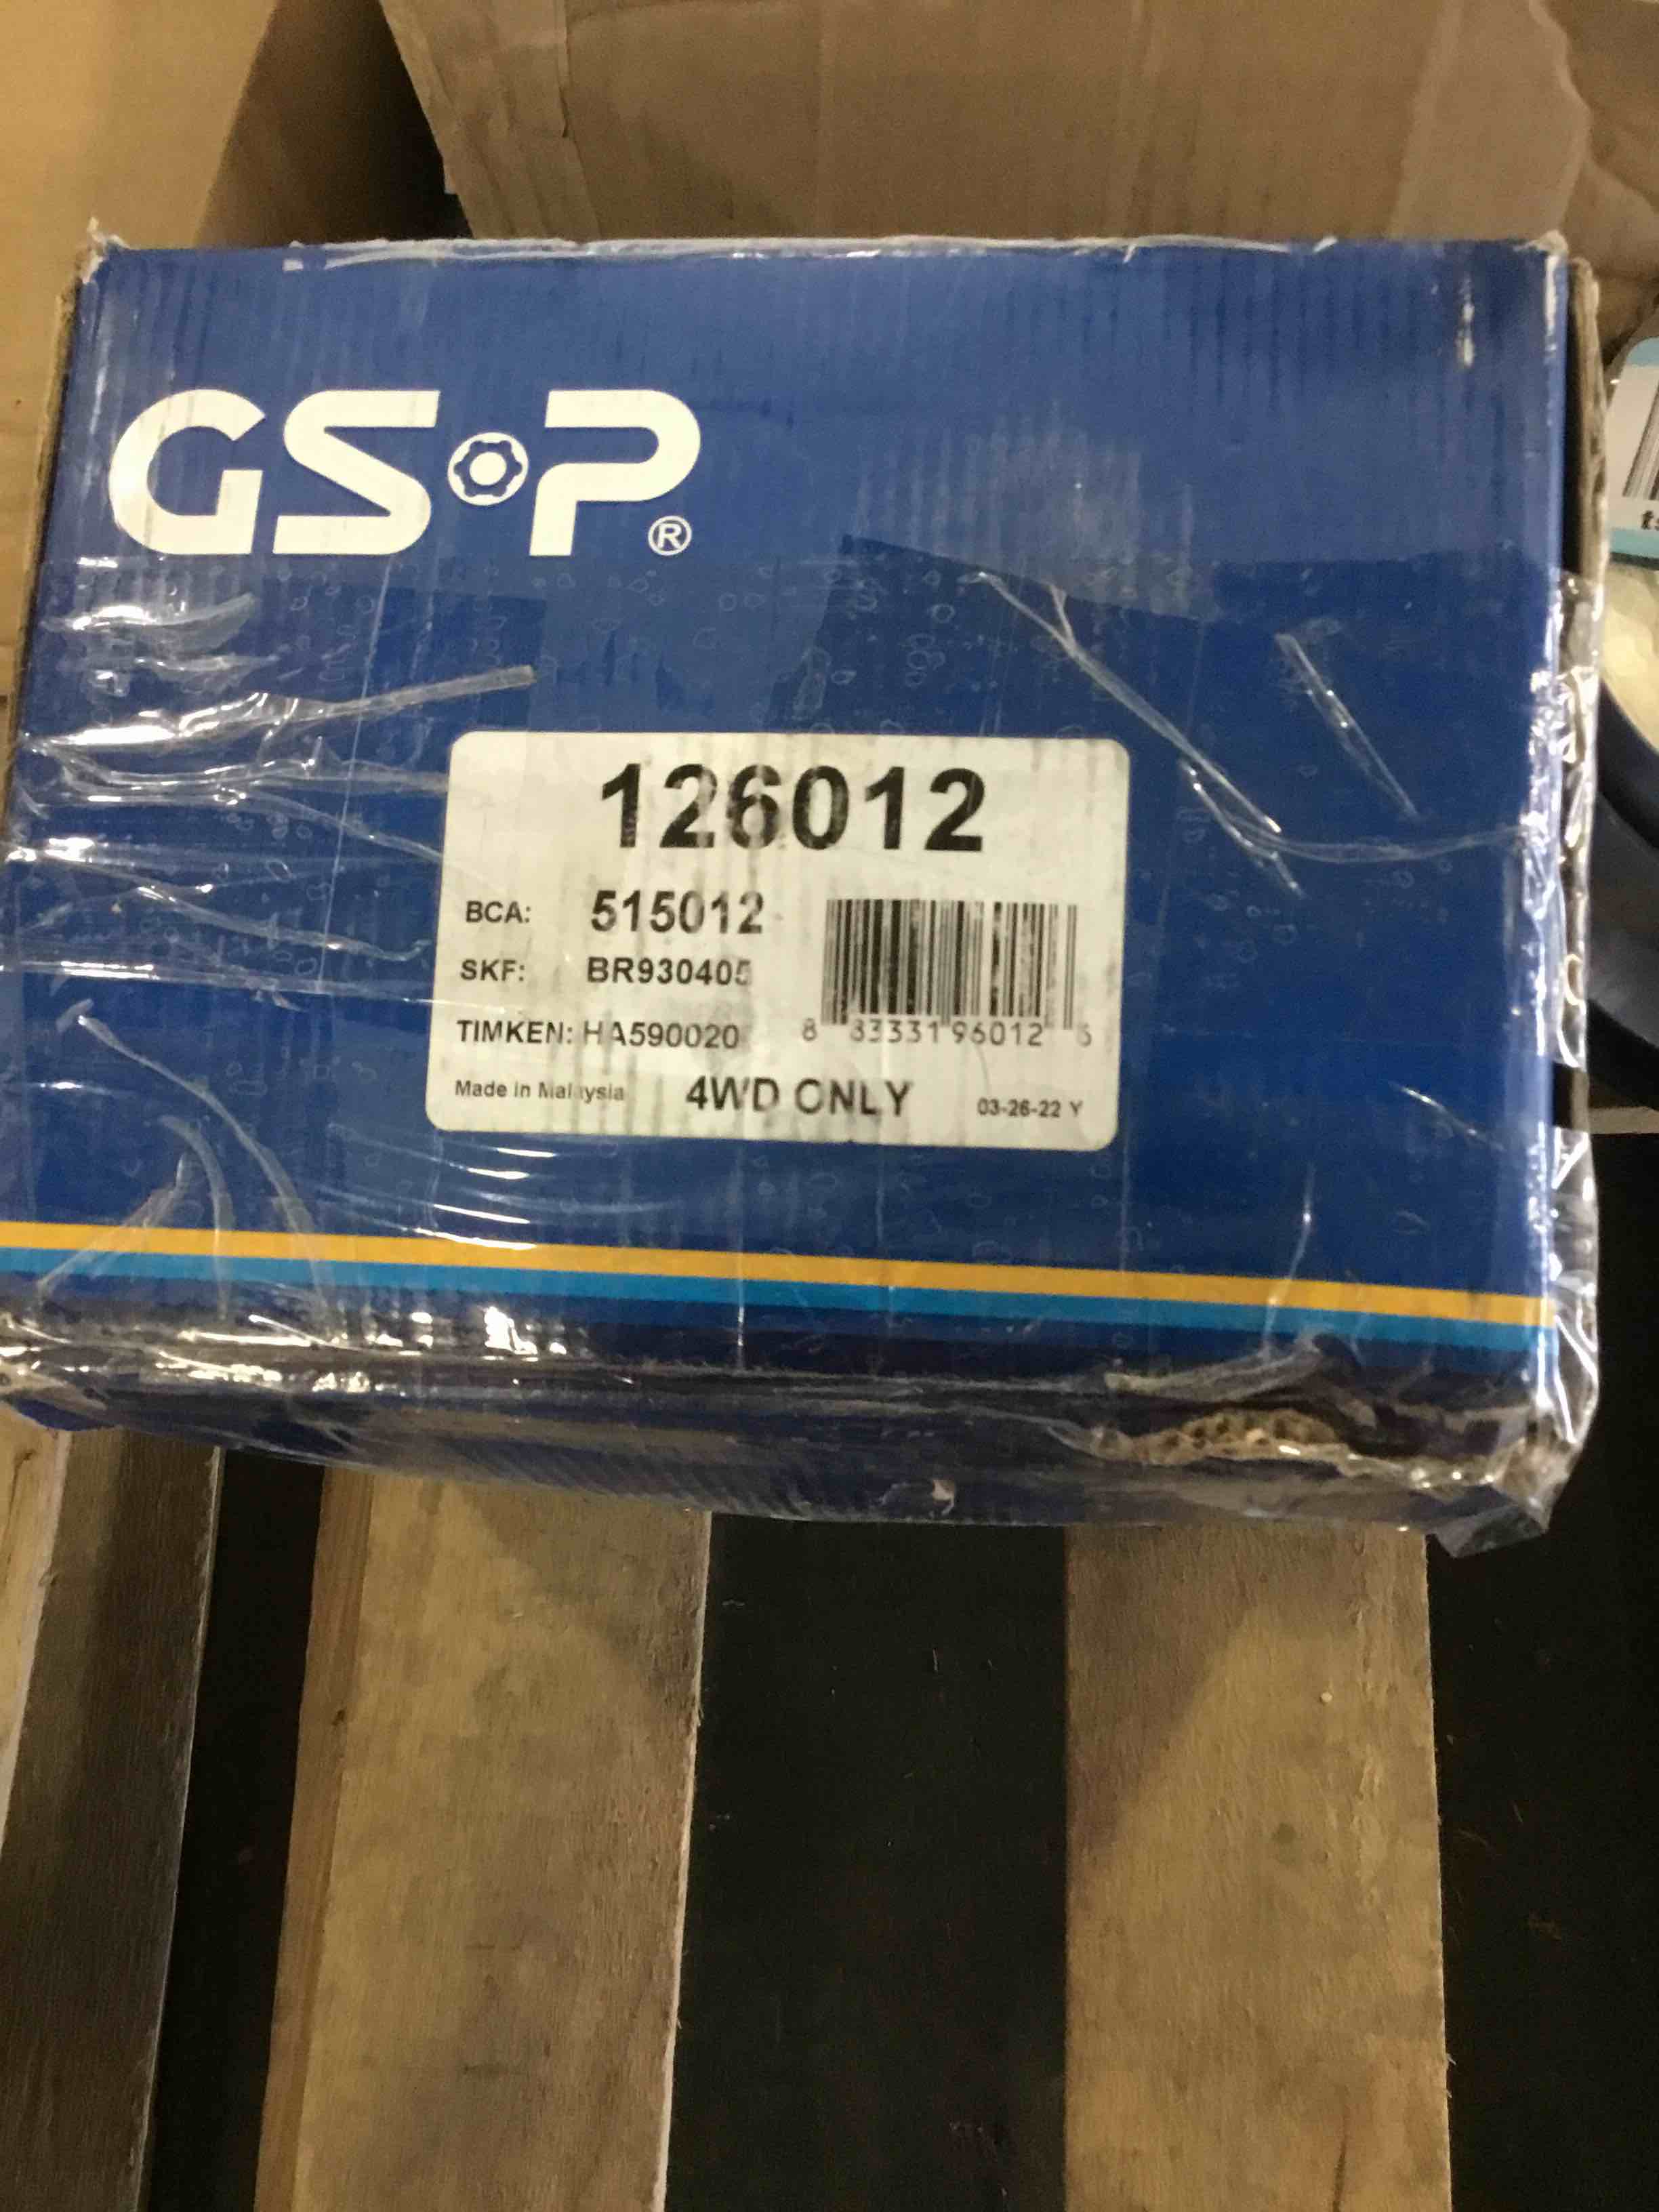 GSP®
126012
BCA: 515012
SKF: BR930405
TIMKEN: HA590020
8 83331 96012
Made in Malaysia 4WD ONLY 03-26-22 Y